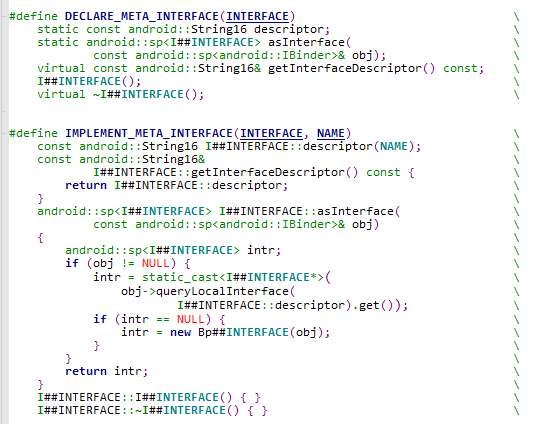 #define DECLARE_META_INTERFACE(INTERFACE) \
    static const android::String16 descriptor; \
    static android::sp<I##INTERFACE> asInterface( \
            const android::sp<android::IBinder>& obj); \
    virtual const android::String16& getInterfaceDescriptor() const; \
    I##INTERFACE(); \
    virtual ~I##INTERFACE(); \
#define IMPLEMENT_META_INTERFACE(INTERFACE, NAME) \
    const android::String16 I##INTERFACE::descriptor(NAME); \
    const android::String16& \
            I##INTERFACE::getInterfaceDescriptor() const { \
        return I##INTERFACE::descriptor; \
    } \
    android::sp<I##INTERFACE> I##INTERFACE::asInterface( \
            const android::sp<android::IBinder>& obj) \
    { \
        android::sp<I##INTERFACE> intr; \
        if (obj != NULL) { \
            intr = static_cast<I##INTERFACE*>( \
                obj->queryLocalInterface( \
                        I##INTERFACE::descriptor).get()); \
            if (intr == NULL) { \
                intr = new Bp##INTERFACE(obj); \
            } \
        } \
        return intr; \
    } \
    I##INTERFACE::I##INTERFACE() { } \
    I##INTERFACE::~I##INTERFACE() { } \